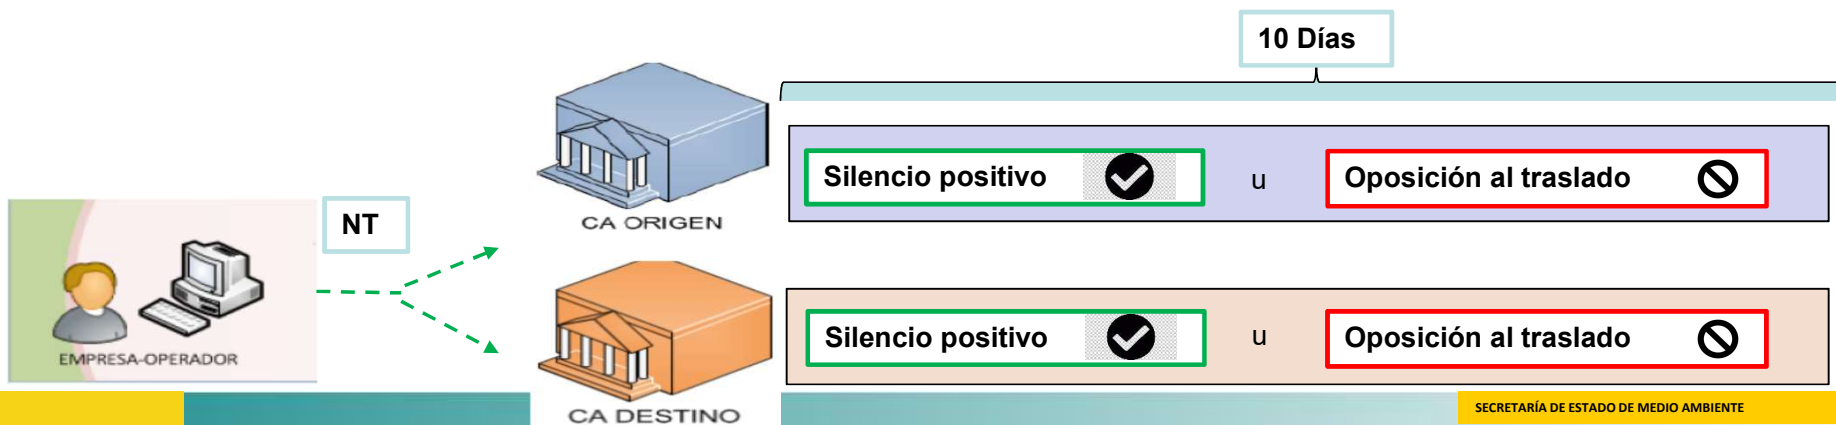 10 Días
Silencio positivo u Oposición al traslado
CA ORIGEN
NT
EMPRESA-OPERADOR
Silencio positivo u Oposición al traslado
CA DESTINO
SECRETARÍA DE ESTADO DE MEDIO AMBIENTE